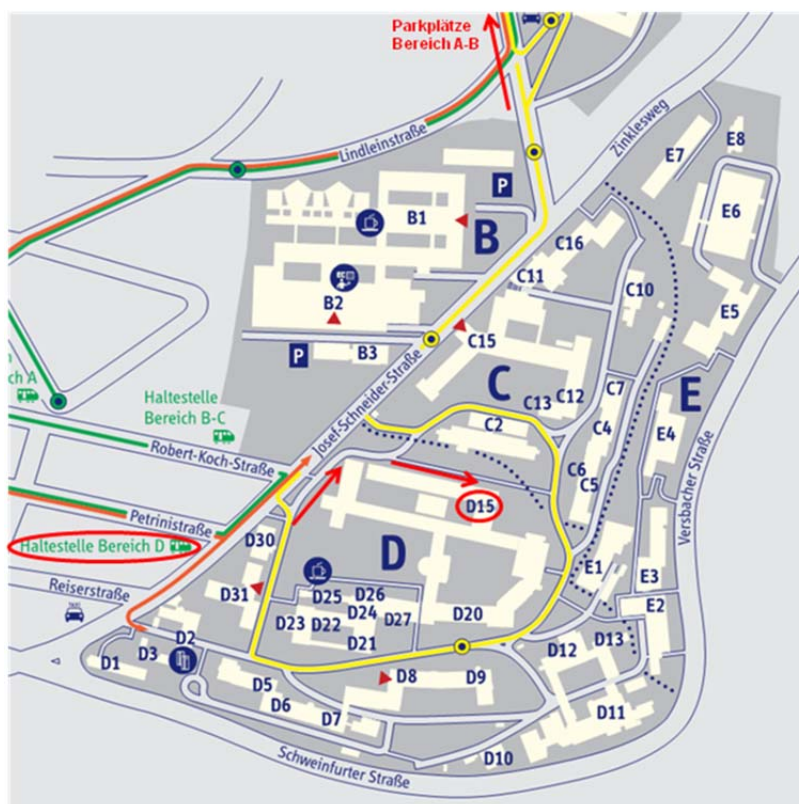 Parkplätze
Bereich A-B
Zinklesweg
Lindleinstraße
E8
E7
P
B1
B
E6
C16
C11
C10
B2
E5
C15
P
B3
C
ch A
Haltestelle
Bereich B-C
Josef-Schneider-Straße
C7
C13
C12
E
C2
C4
E4
Robert-Koch-Straße
C6
C5
D15
Petrinistraße
Versbacher Straße
Haltestelle Bereich D
D30
D
E1
E3
Reiserstraße
TAXI
D31
D25
D26
D24
D23
D22
D27
D20
E2
D21
D2
D3
D1
D12
D13
D8
D9
D5
D6
D7
D11
D10
Schweinfurter Straße